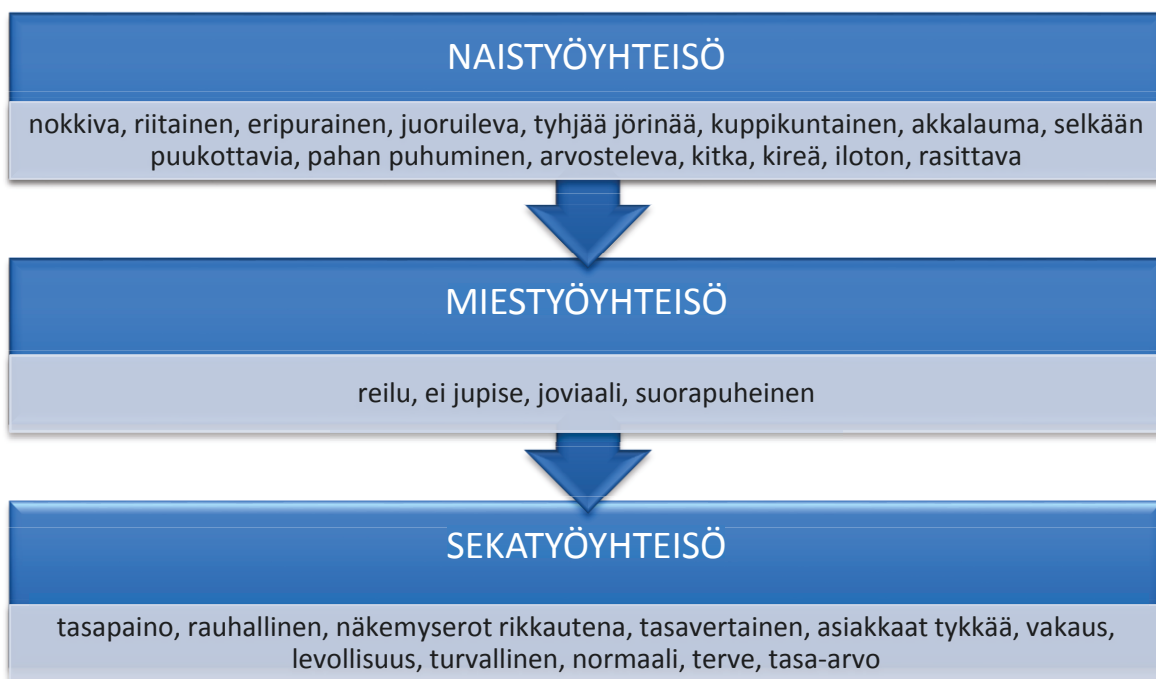 NAISTYÖYHTEISÖ
nokkiva, riitainen, eripurainen, juoruileva, tyhjää jörinää, kuppikuntainen, akkalauma, selkään
puukottavia, pahan puhuminen, arvosteleva, kitka, kireä, iloton, rasittava
MIESTYÖYHTEISÖ
reilu, ei jupise, joviaali, suorapuheinen
SEKATYÖYHTEISÖ
tasapaino, rauhallinen, näkemyserot rikkautena, tasavertainen, asiakkaat tykkää, vakaus,
levollisuus, turvallinen, normaali, terve, tasa-arvo